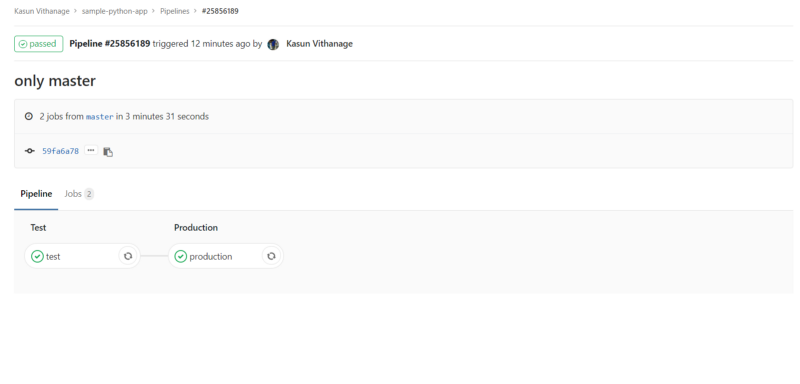 Kasun Vithanage > sample-python-app > Pipelines > #25856189
passed Pipeline #25856189 triggered 12 minutes ago by Kasun Vithanage
only master
2 jobs from master in 3 minutes 31 seconds
59fa6a78 ...
Pipeline Jobs 2
Test Production
test production